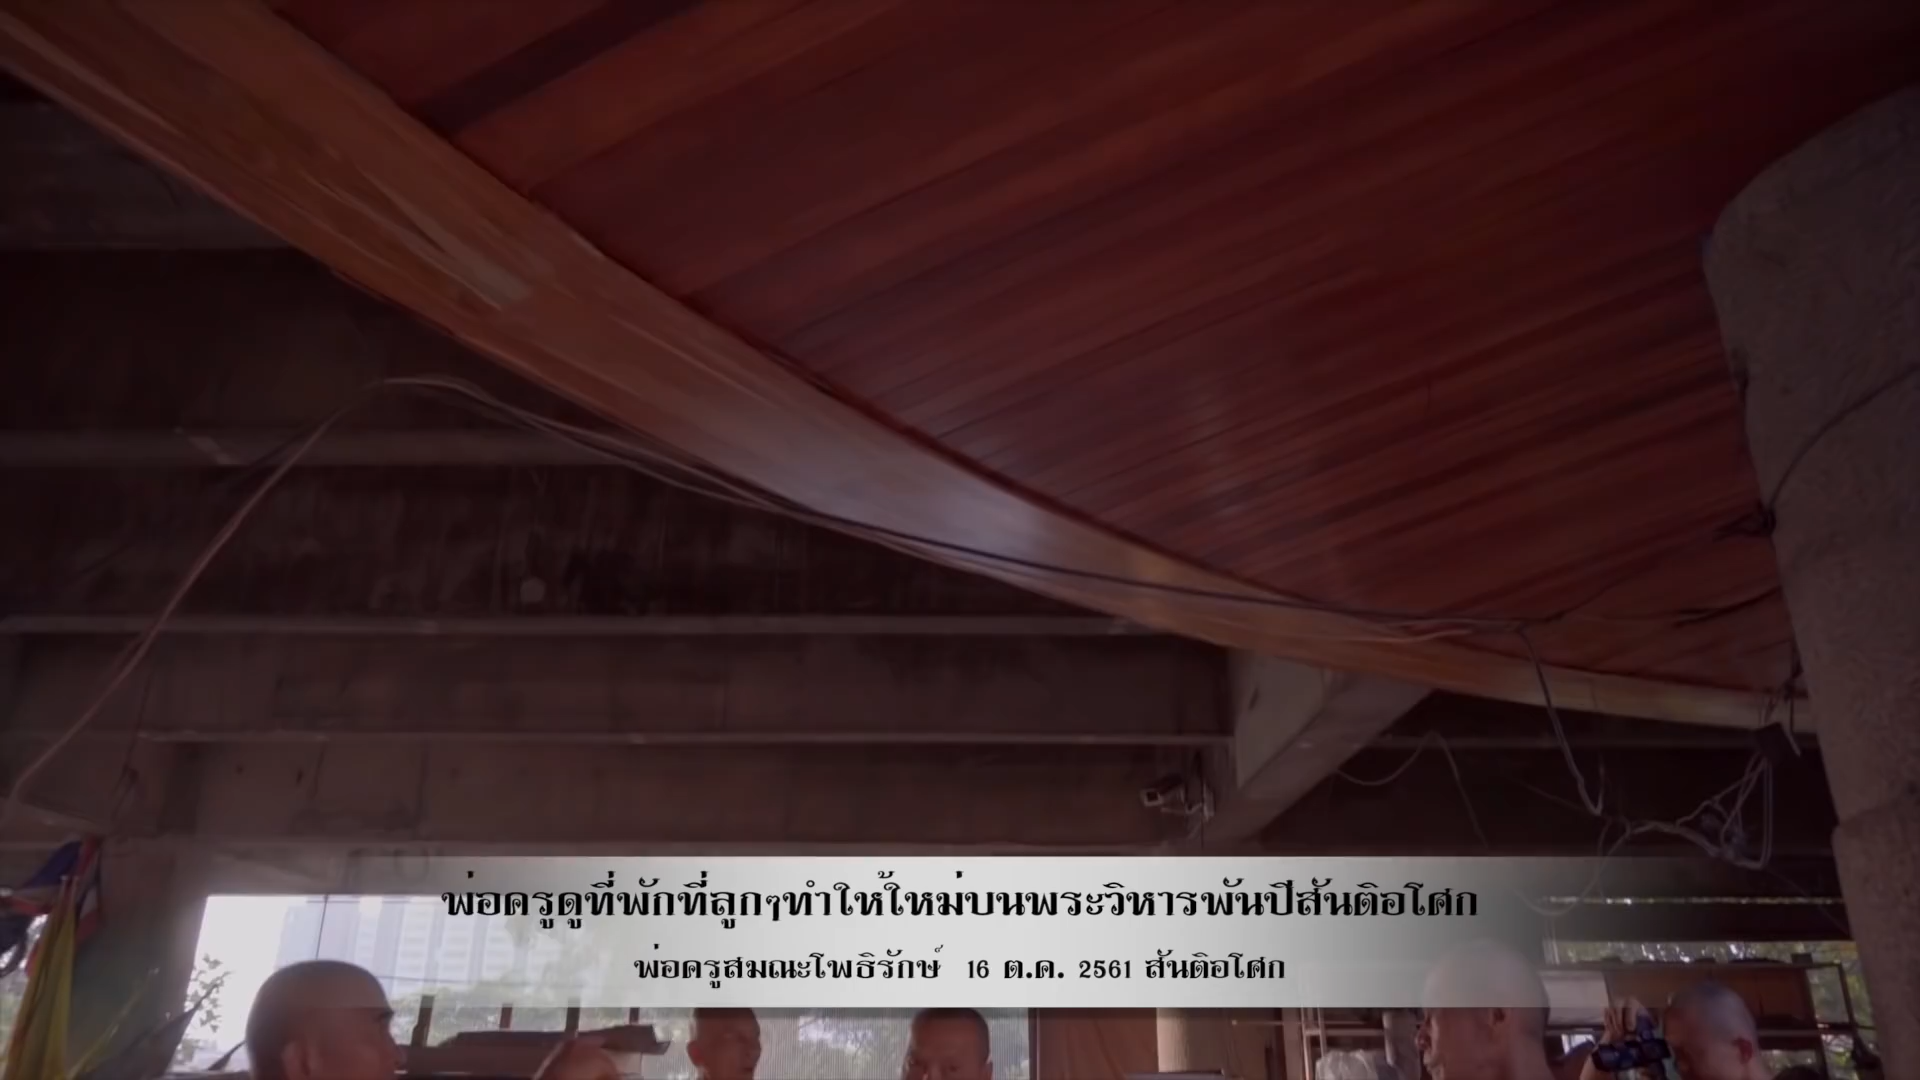 พ่อครูดูที่พักที่ลูกๆทำให้ใหม่บนพระวิหารพันปีสันติอโศก
พ่อครูสมณะโพธิรักษ์ 16 ต.ค. 2561 สันติอโศก